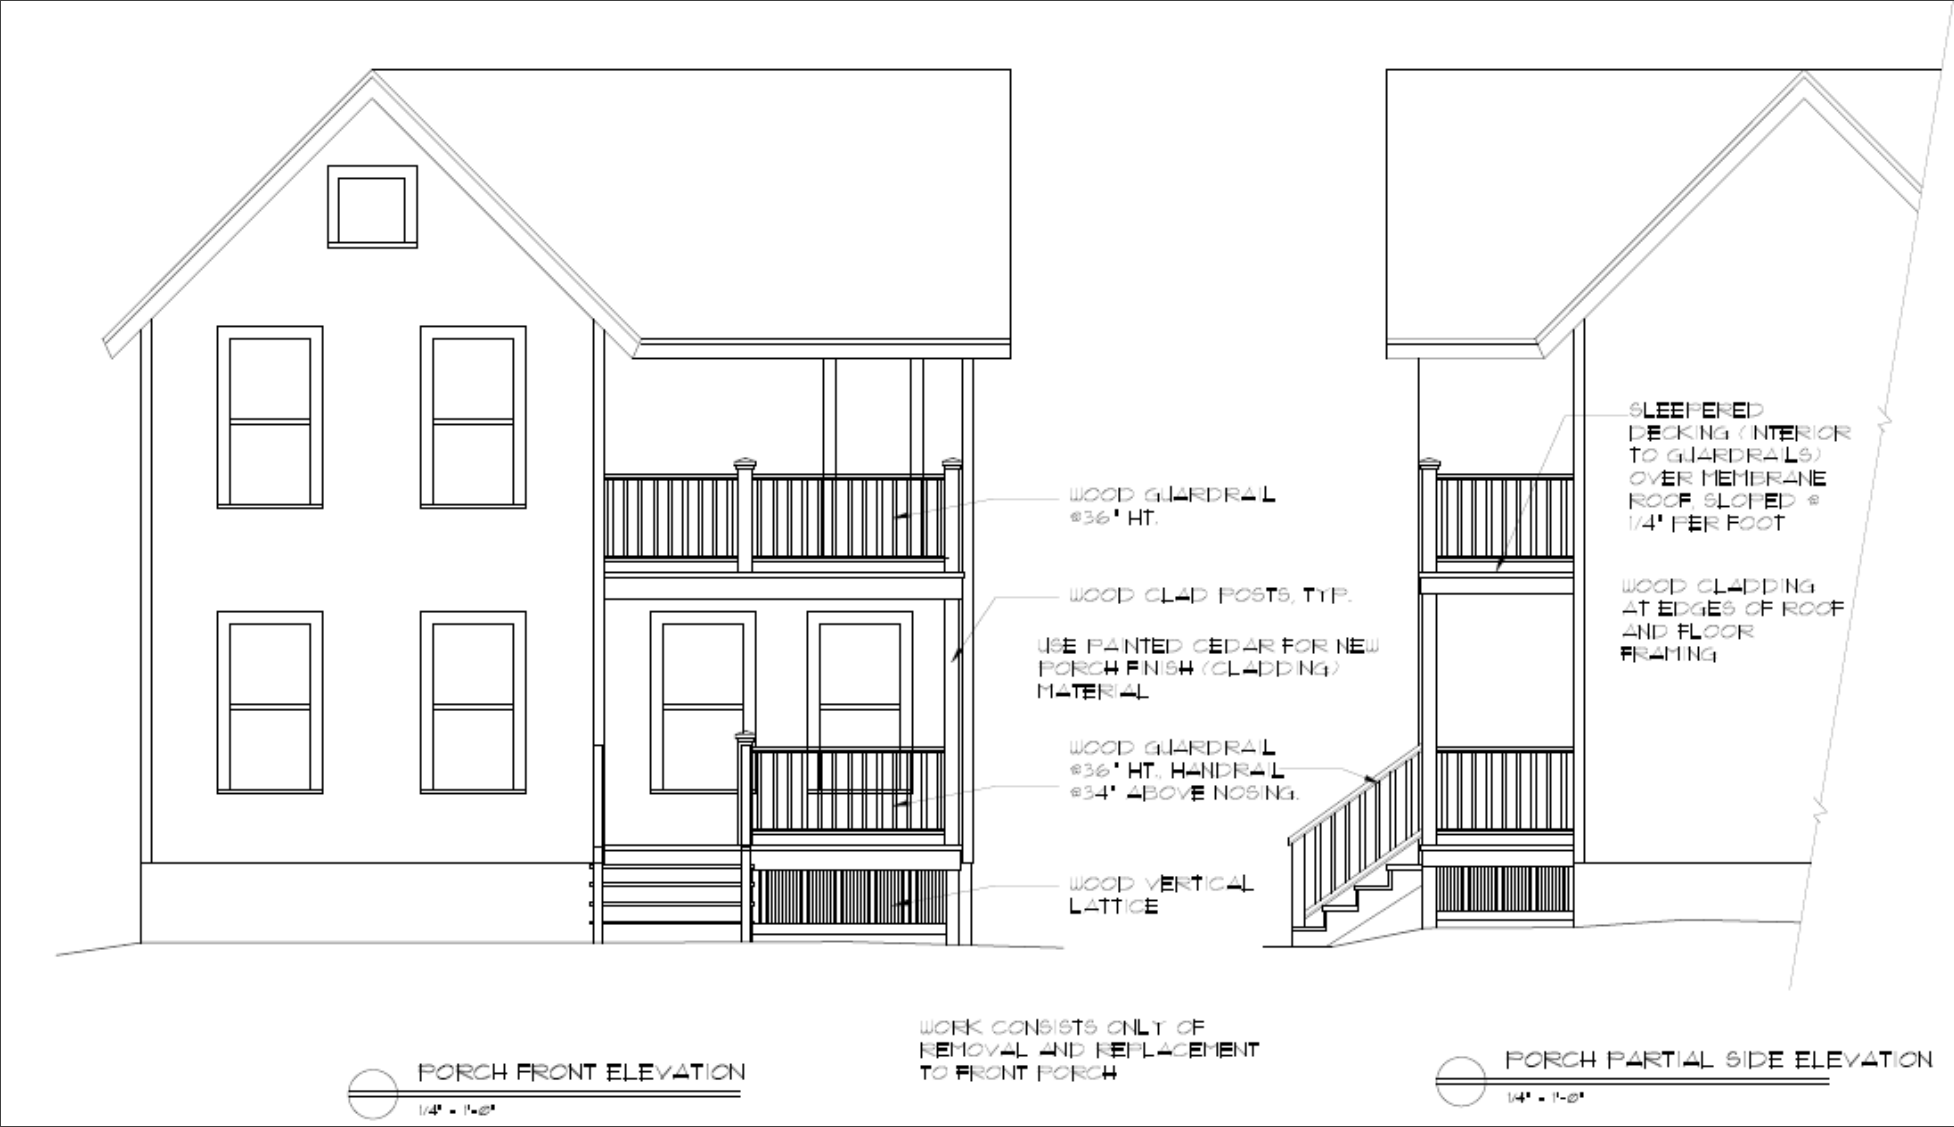 WOOD GUARDRAIL
@36" HT.
WOOD CLAD POSTS, TYP.
USE PAINTED CEDAR FOR NEW
PORCH FINISH (CLADDING)
MATERIAL
WOOD GUARDRAIL
@36" HT., HANDRAIL
@34" ABOVE NOSING.
WOOD VERTICAL
LATTICE
SLEEPERED
DECKING (INTERIOR
TO GUARDRAILS)
OVER MEMBRANE
ROOF, SLOPED @
1/4" PER FOOT
WOOD CLADDING
AT EDGES OF ROOF
AND FLOOR
FRAMING
WORK CONSISTS ONLY OF
REMOVAL AND REPLACEMENT
TO FRONT PORCH
PORCH FRONT ELEVATION
1/4" = 1'-0"
PORCH PARTIAL SIDE ELEVATION
1/4" = 1'-0"